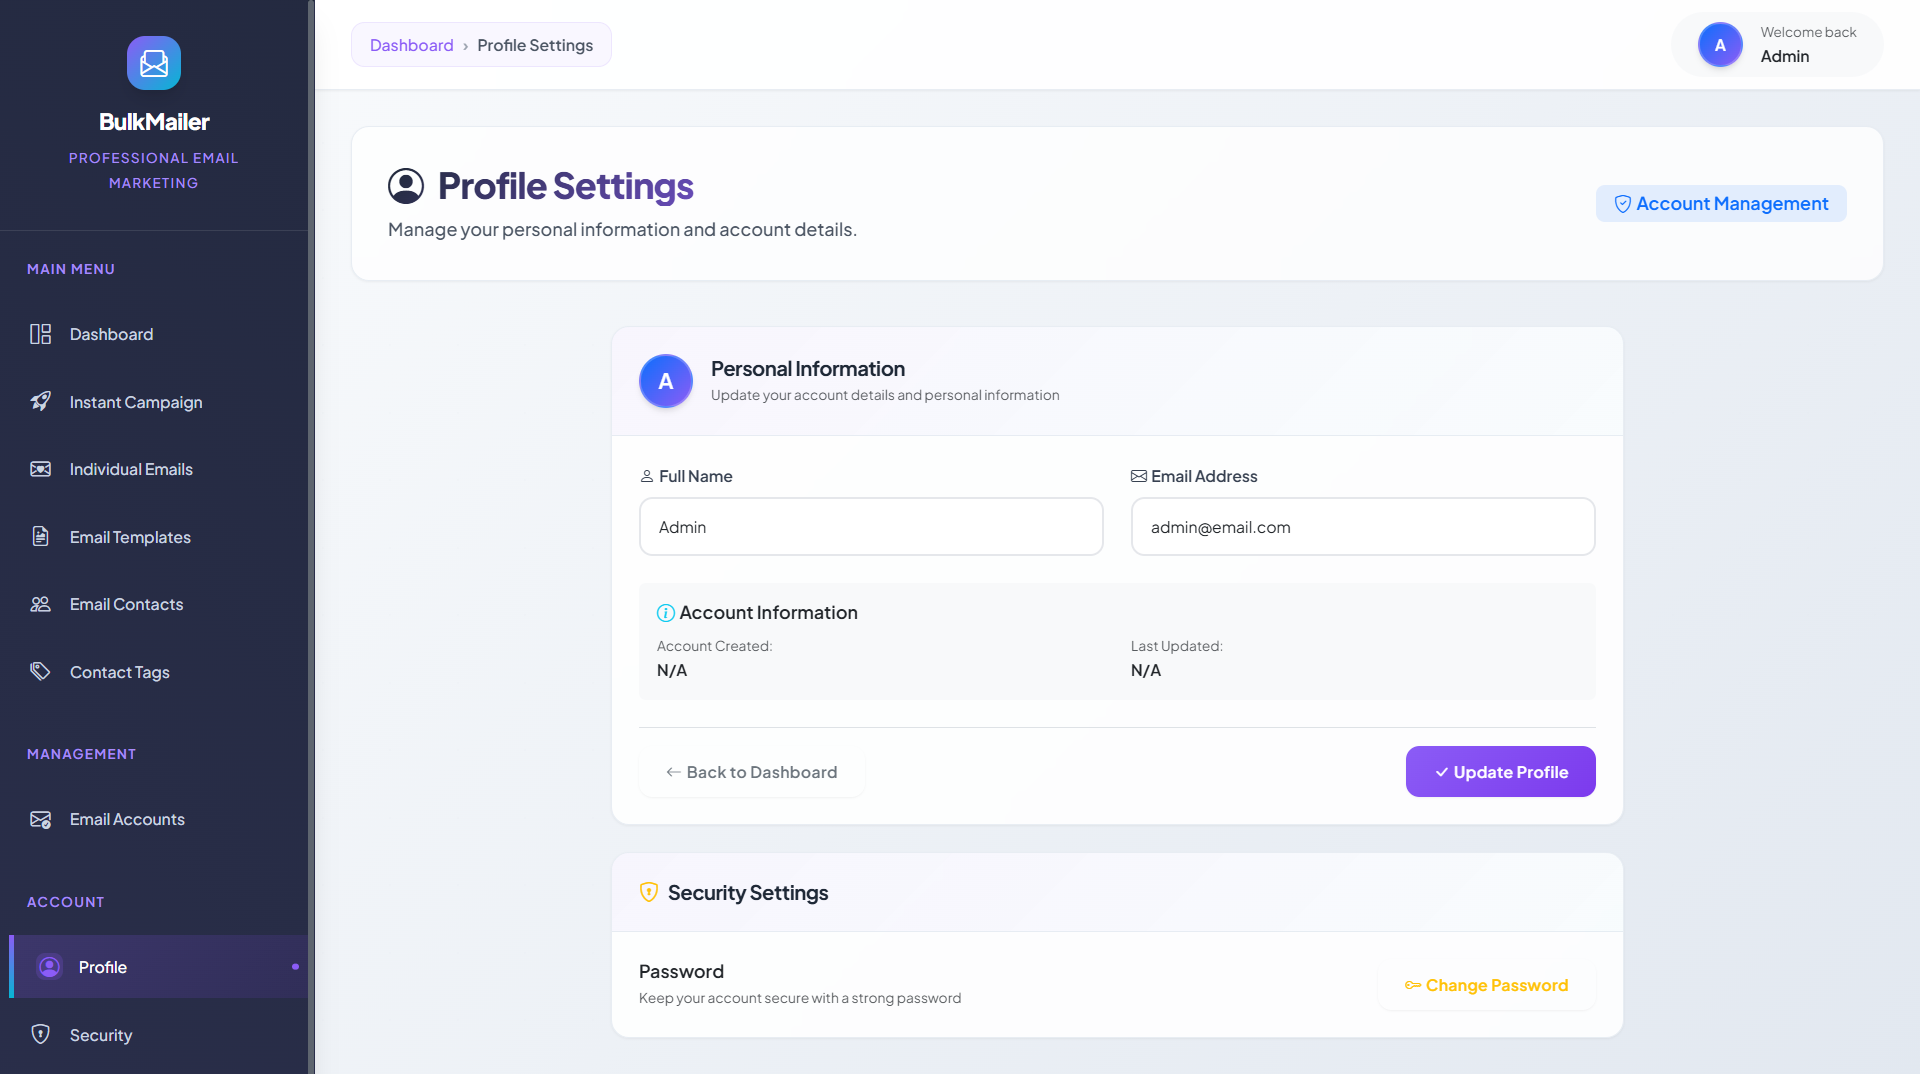 BulkMailer
PROFESSIONAL EMAIL
MARKETING
MAIN MENU
Dashboard
Instant Campaign
Individual Emails
Email Templates
Email Contacts
Contact Tags
MANAGEMENT
Email Accounts
ACCOUNT
Profile
Security
Dashboard › Profile Settings
A
Welcome back
Admin
Profile Settings
Manage your personal information and account details.
Account Management
A
Personal Information
Update your account details and personal information
Full Name
Admin
Email Address
admin@email.com
Account Information
Account Created:
N/A
Last Updated:
N/A
← Back to Dashboard
Update Profile
Security Settings
Password
Keep your account secure with a strong password
Change Password